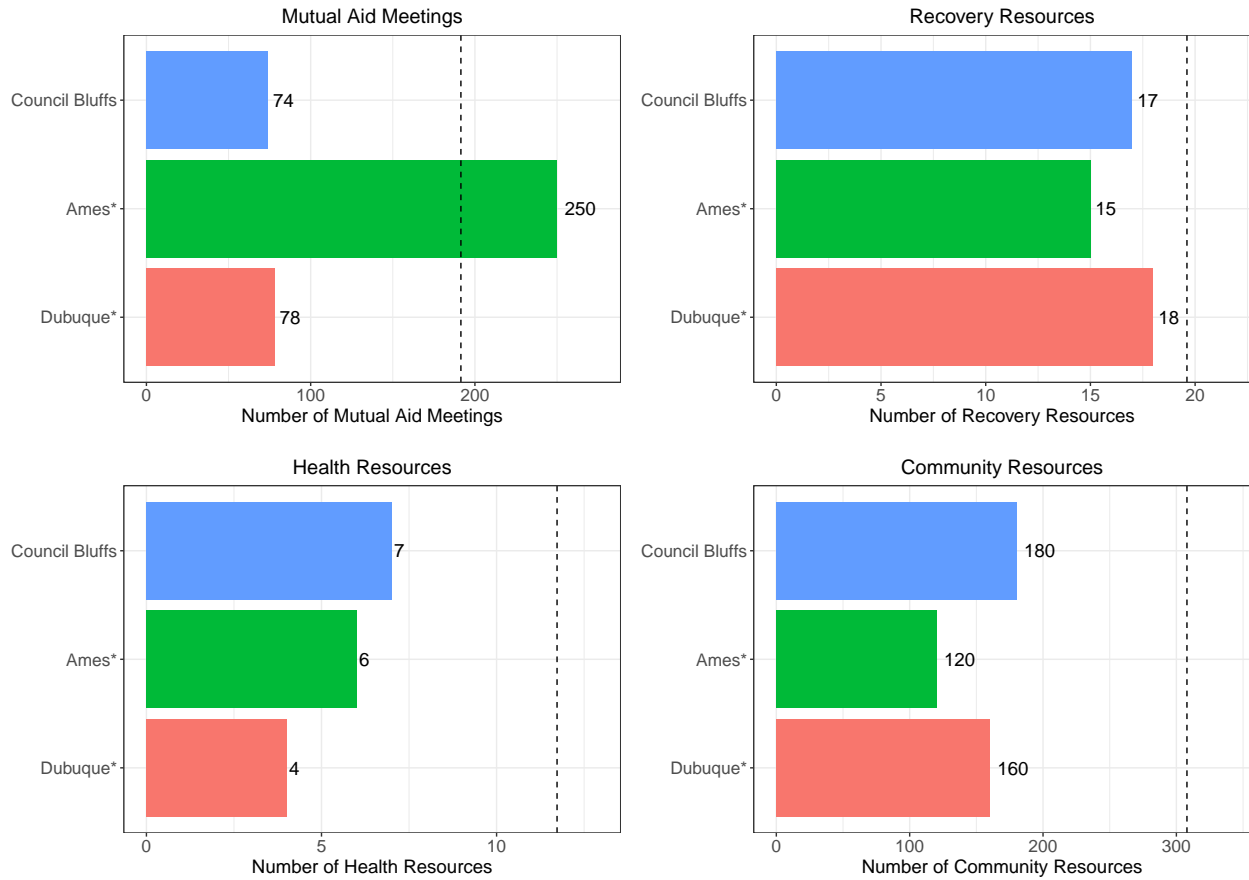 Mutual Aid Meetings
Council Bluffs
74
Ames*
250
Dubuque*
78
0 100 200
Number of Mutual Aid Meetings
Recovery Resources
Council Bluffs
17
Ames*
15
Dubuque*
18
0 5 10 15 20
Number of Recovery Resources
Health Resources
Council Bluffs
7
Ames*
6
Dubuque*
4
0 5 10
Number of Health Resources
Community Resources
Council Bluffs
180
Ames*
120
Dubuque*
160
0 100 200 300
Number of Community Resources